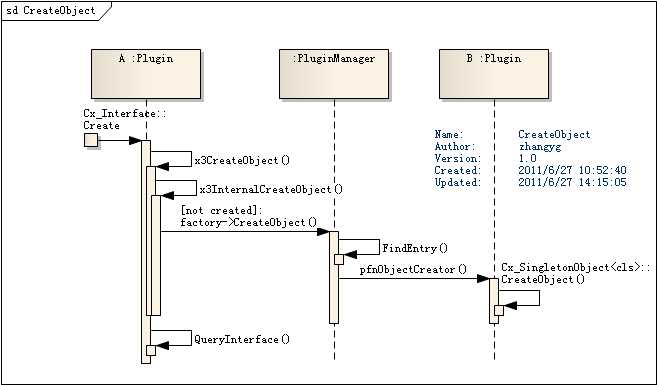 sd CreateObject
A :Plugin
:PluginManager
B :Plugin
Cx_Interface::
Create
Name: CreateObject
Author: zhangyg
Version: 1.0
Created: 2011/6/27 10:52:40
Updated: 2011/6/27 14:15:05
x3CreateObject()
x3InternalCreateObject()
[not created]:
factory->CreateObject()
FindEntry()
pfnObjectCreator()
Cx_SingletonObject<cls>::
CreateObject()
QueryInterface()